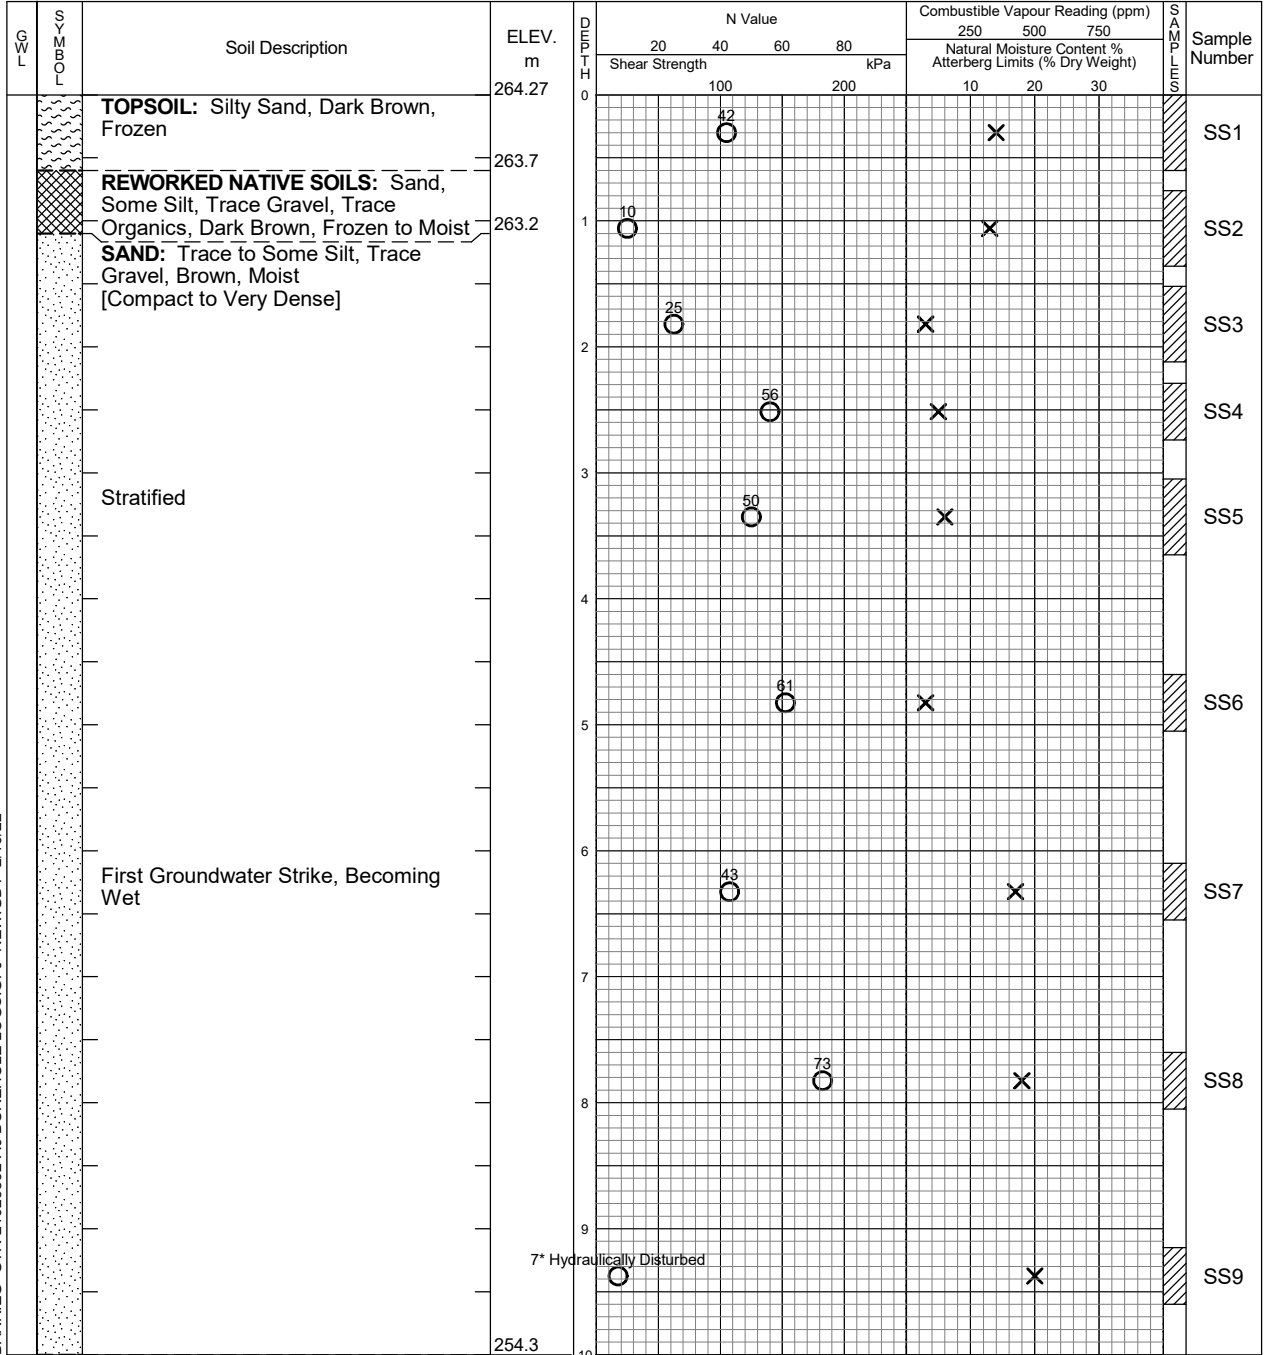 GWL
SYMBOL
Soil Description
ELEV.
m
DEPTH
N Value
20 40 60 80
Shear Strength kPa
100 200
Combustible Vapour Reading (ppm)
250 500 750
Natural Moisture Content %
Atterberg Limits (% Dry Weight)
10 20 30
SAMPLES
Sample
Number
264.27
0
TOPSOIL: Silty Sand, Dark Brown,
Frozen
42
SS1
263.7
REWORKED NATIVE SOILS: Sand,
Some Silt, Trace Gravel, Trace
Organics, Dark Brown, Frozen to Moist
263.2
10
1
SS2
SAND: Trace to Some Silt, Trace
Gravel, Brown, Moist
[Compact to Very Dense]
25
SS3
2
56
SS4
3
Stratified
50
SS5
4
61
SS6
5
6
First Groundwater Strike, Becoming
Wet
43
SS7
7
73
SS8
8
9
7* Hydraulically Disturbed
SS9
254.3
10